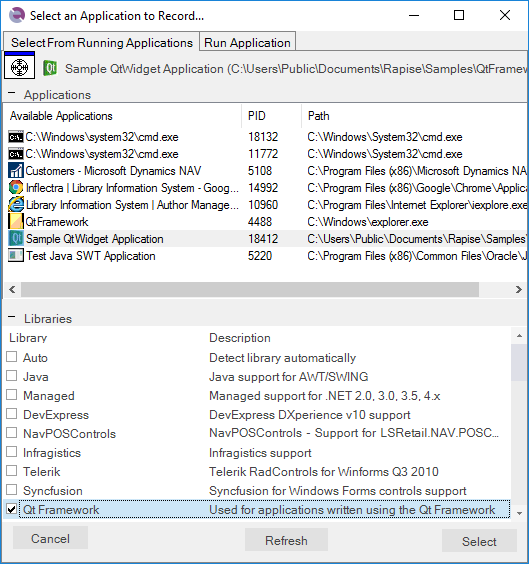 Select an Application to Record...
Select From Running Applications Run Application
Sample QtWidget Application (C:\Users\Public\Documents\Rapise\Samples\QtFramew
Applications
Available Applications PID Path
C:\Windows\system32\cmd.exe 18132 C:\Windows\System32\cmd.exe
C:\Windows\system32\cmd.exe 11772 C:\Windows\System32\cmd.exe
Customers - Microsoft Dynamics NAV 5108 C:\Program Files (x86)\Microsoft Dynamics N
Inflectra | Library Information System - Goog... 14992 C:\Program Files (x86)\Google\Chrome\Applica
Library Information System | Author Manage... 10960 C:\Program Files\Internet Explorer\iexplore.exe
QtFramework 4488 C:\Windows\explorer.exe
Sample QtWidget Application 18412 C:\Users\Public\Documents\Rapise\Samples\
Test Java SWT Application 5220 C:\Program Files (x86)\Common Files\Oracle\J
Libraries
Library Description
Auto Detect library automatically
Java Java support for AWT/SWING
Managed Managed support for .NET 2.0, 3.0, 3.5, 4.x
DevExpress DevExpress DXperience v10 support
NavPOSControls NavPOSControls - Support for LSRetail.NAV.POSC...
Infragistics Infragistics support
Telerik Telerik RadControls for Winforms Q3 2010
Syncfusion Syncfusion for Windows Forms controls support
Qt Framework Used for applications written using the Qt Framework
Cancel Refresh Select